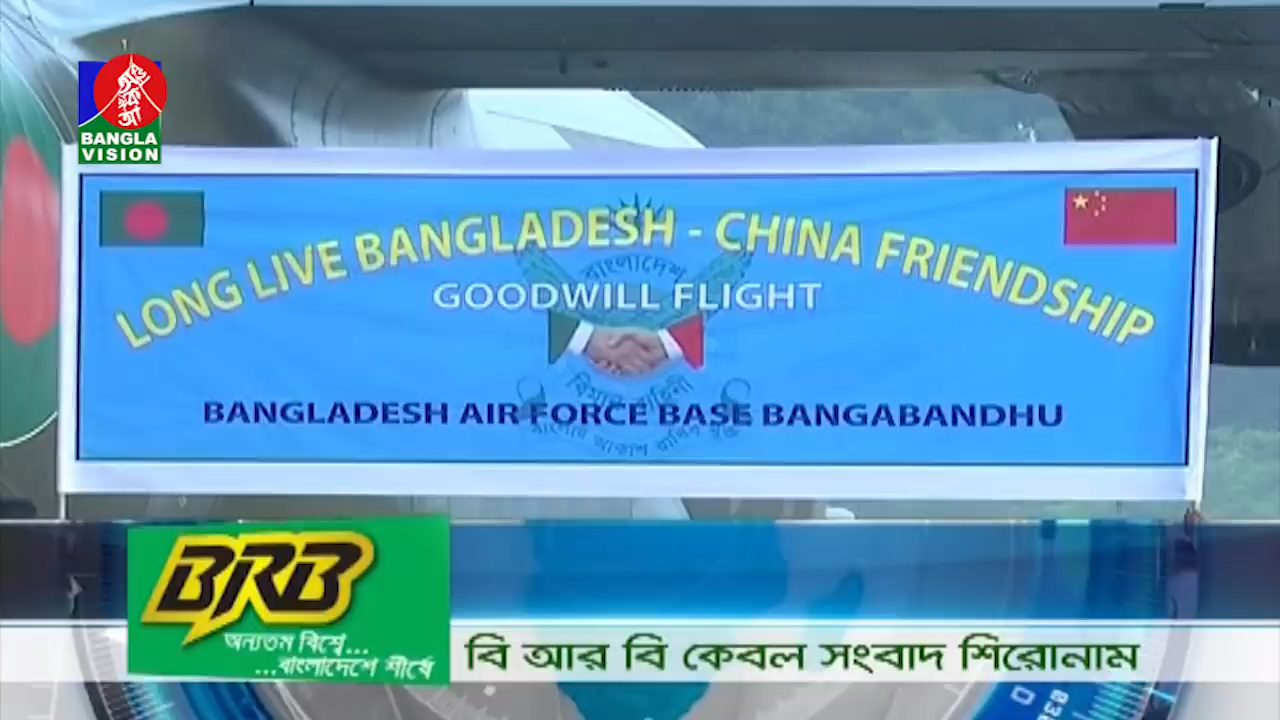 BANGLA
VISION
LONG LIVE BANGLADESH - CHINA FRIENDSHIP
বাংলাদেশ
GOODWILL FLIGHT
বিমান বাহিনী
BANGLADESH AIR FORCE BASE BANGABANDHU
বাংলার আকাশ রাখিব মুক্ত
BRB
অন্যতম বিশ্বে...
...বাংলাদেশে শীর্ষে
বি আর বি কেবল সংবাদ শিরোনাম